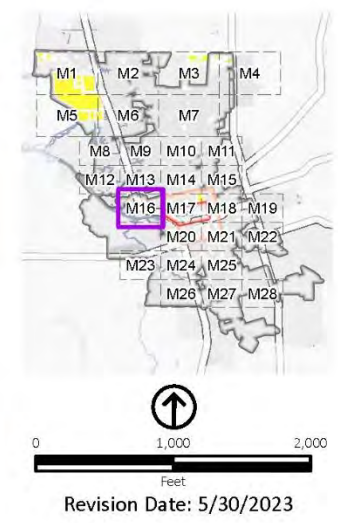 M1 M2 M3 M4
M5 M6 M7
M8 M9 M10 M11
M12 M13 M14 M15
M16 M17 M18 M19
M20 M21 M22
M23 M24 M25
M26 M27 M28
0 1,000 2,000
Feet
Revision Date: 5/30/2023